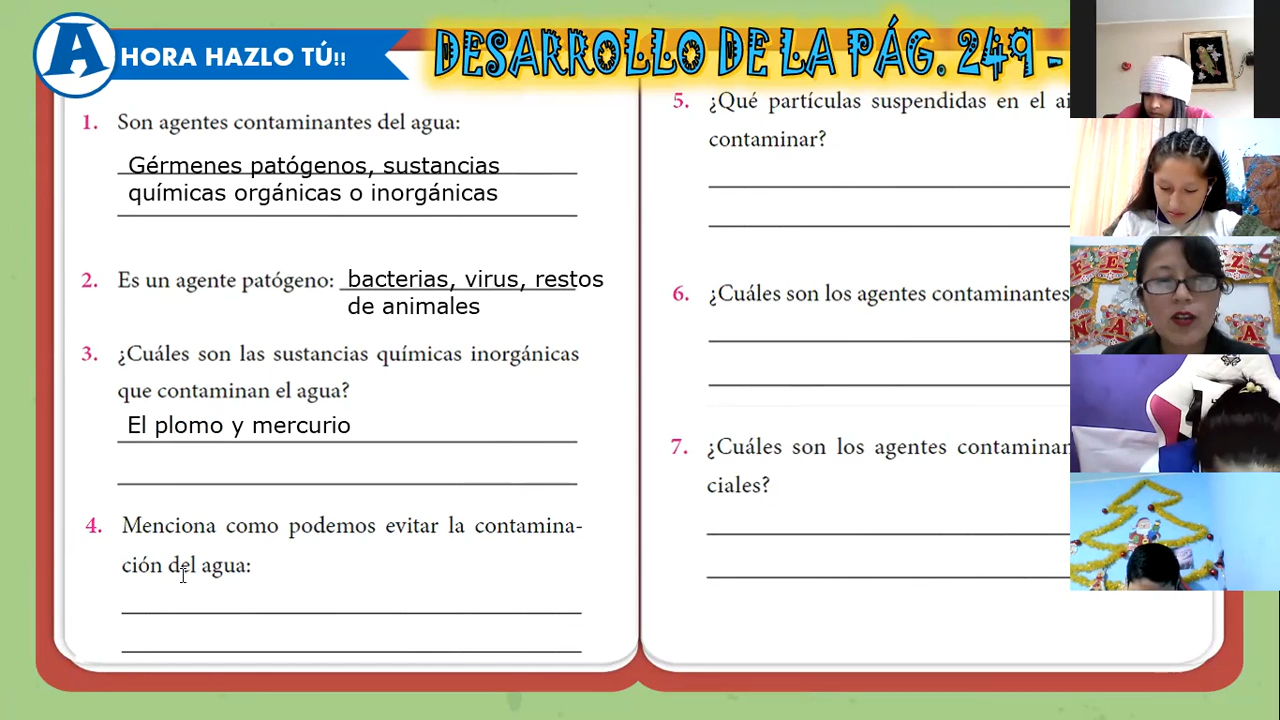 AHORA HAZLO TÚ!!
DESARROLLO DE LA PÁG. 249 -
1. Son agentes contaminantes del agua:
Gérmenes patógenos, sustancias
químicas orgánicas o inorgánicas
2. Es un agente patógeno: bacterias, virus, restos
de animales
3. ¿Cuáles son las sustancias químicas inorgánicas
que contaminan el agua?
El plomo y mercurio
4. Menciona como podemos evitar la contamina-
ción del agua:
5. ¿Qué partículas suspendidas en el
contaminar?
6. ¿Cuáles son los agentes contaminantes
7. ¿Cuáles son los agentes
ciales?